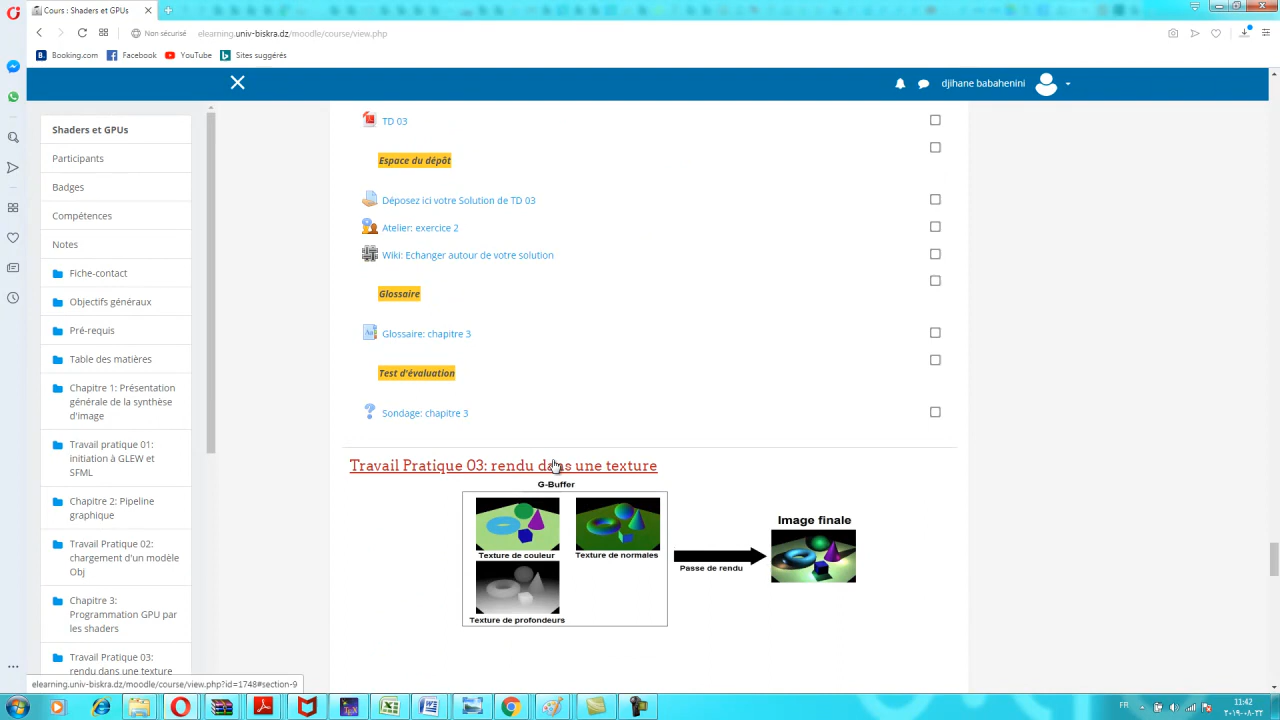 Cours : Shaders et GPUs
Non sécurisé
elearning.univ-biskra.dz/moodle/course/view.php
Booking.com
Facebook
YouTube
Sites suggérés
djihane babahenini
Shaders et GPUs
Participants
Badges
Compétences
Notes
Fiche-contact
Objectifs généraux
Pré-requis
Table des matières
Chapitre 1: Présentation
générale de la synthèse
d'image
Travail pratique 01:
initiation à GLEW et
SFML
Chapitre 2: Pipeline
graphique
Travail pratique 02:
chargement d'un modèle
Obj
Chapitre 3:
Programmation GPU par
les shaders
Travail pratique 03:
rendu dans une texture
TD 03
Espace du dépôt
Déposez ici votre Solution de TD 03
Atelier: exercice 2
Wiki: Echanger autour de votre solution
Glossaire
Glossaire: chapitre 3
Test d'évaluation
Sondage: chapitre 3
Travail Pratique 03: rendu dans une texture
G-Buffer
Texture de couleur
Texture de normales
Texture de profondeurs
Passe de rendu
Image finale
elearning.univ-biskra.dz/moodle/course/view.php?id=1748#section-9
FR
11:42
٢٠١٩-٠٨-٢٢